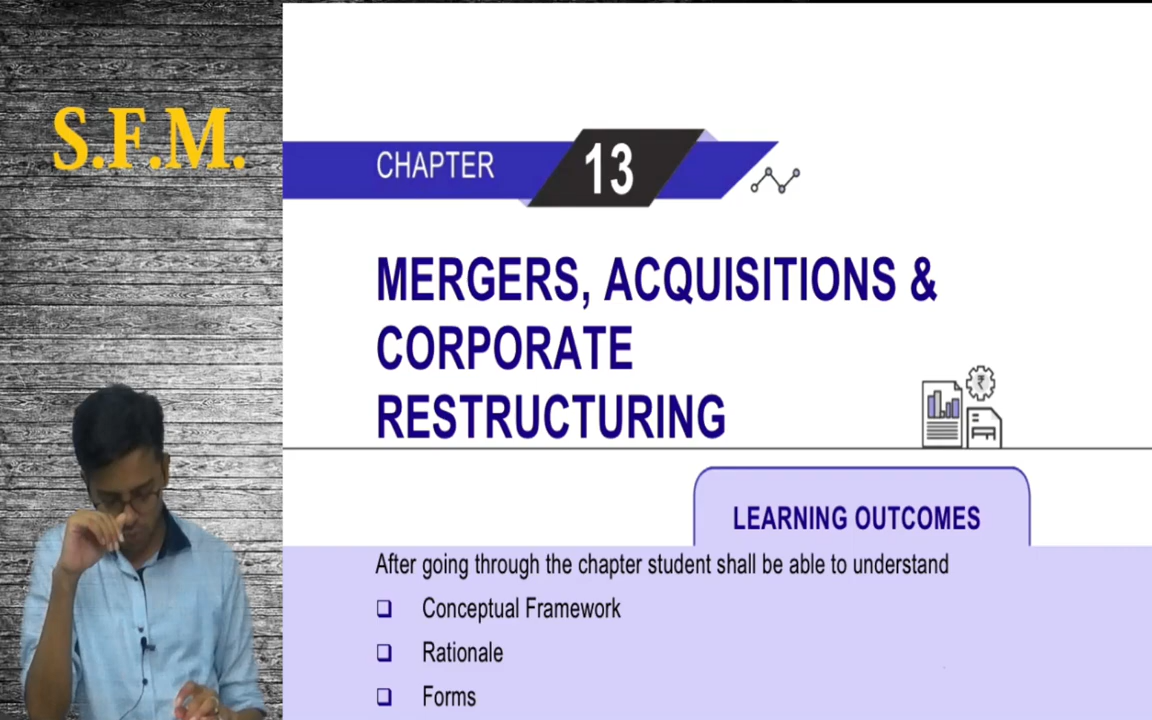 S.F.M.
CHAPTER 13
MERGERS, ACQUISITIONS &
CORPORATE
RESTRUCTURING
LEARNING OUTCOMES
After going through the chapter student shall be able to understand
❑ Conceptual Framework
❑ Rationale
❑ Forms